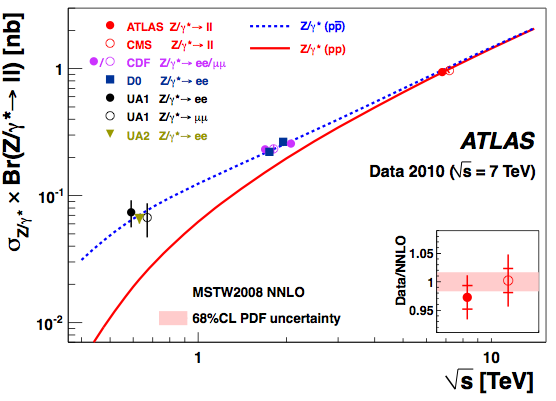 σ_{Z/γ*} × Br(Z/γ*→ ll) [nb]
ATLAS Z/γ*→ ll
CMS Z/γ*→ ll
/ CDF Z/γ*→ ee/μμ
D0 Z/γ*→ ee
UA1 Z/γ*→ ee
UA1 Z/γ*→ μμ
UA2 Z/γ*→ ee
Z/γ* (pp̅)
Z/γ* (pp)
1
10⁻¹
10⁻²
ATLAS
Data 2010 (√s = 7 TeV)
MSTW2008 NNLO
68%CL PDF uncertainty
Data/NNLO
1.05
1
0.95
1
10
√s [TeV]